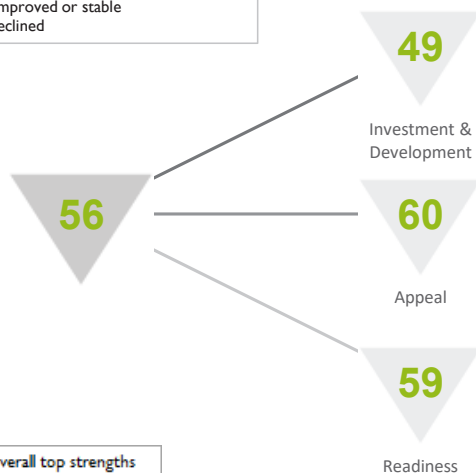 mproved or stable
eclined
49
Investment &
Development
56
60
Appeal
59
Readiness
verall top strengths